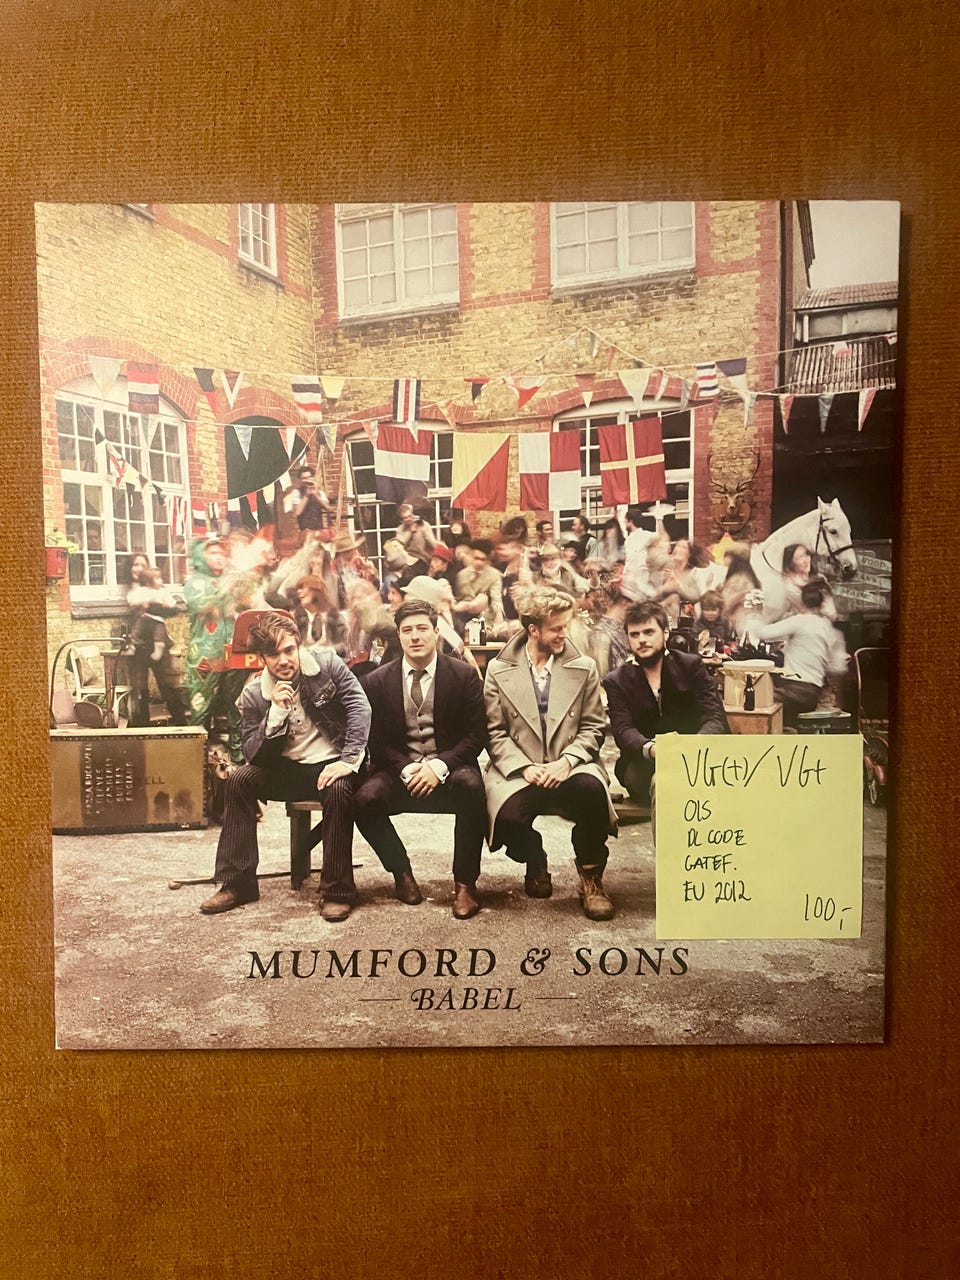 VG(+)/ VG+
OIS
DL CODE
GATEF.
EU 2012
100,-
MUMFORD & SONS
BABEL